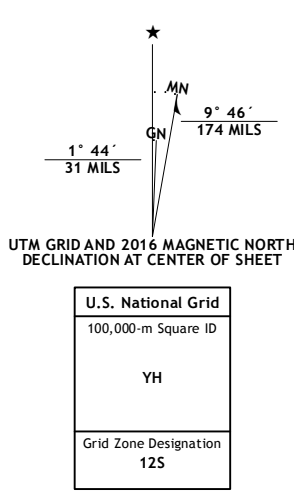 ★
MN
GN
9° 46´
174 MILS
1° 44´
31 MILS
UTM GRID AND 2016 MAGNETIC NORTH
DECLINATION AT CENTER OF SHEET
U.S. National Grid
100,000-m Square ID
YH
Grid Zone Designation
12S